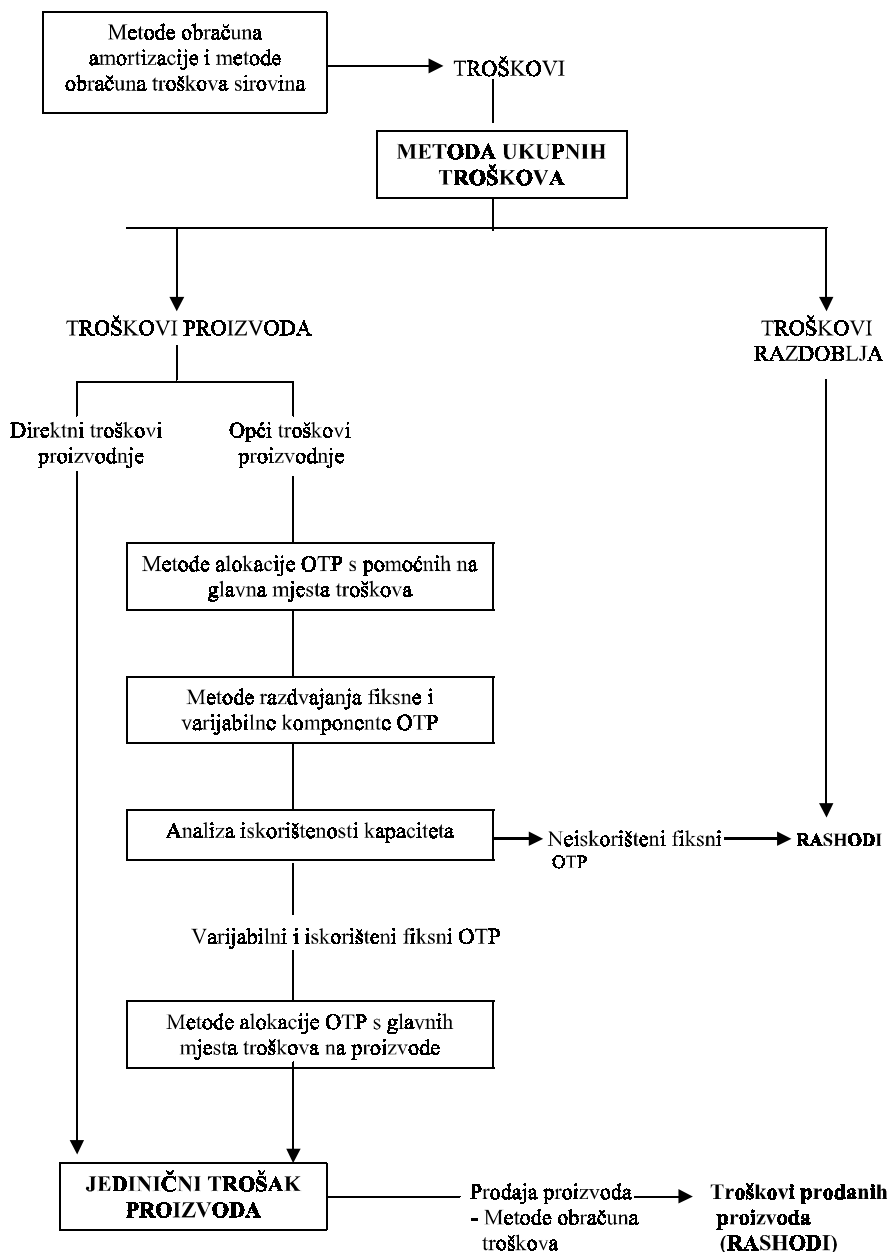 Metode obračuna
amortizacije i metode
obračuna troškova sirovina
TROŠKOVI
METODA UKUPNIH
TROŠKOVA
TROŠKOVI PROIZVODA
TROŠKOVI
RAZDOBLJA
Direktni troškovi
proizvodnje
Opći troškovi
proizvodnje
Metode alokacije OTP s pomoćnih na
glavna mjesta troškova
Metode razdvajanja fiksne i
varijabilne komponente OTP
Analiza iskorištenosti kapaciteta
Neiskorišteni fiksni
OTP
RASHODI
Varijabilni i iskorišteni fiksni OTP
Metode alokacije OTP s glavnih
mjesta troškova na proizvode
JEDINIČNI TROŠAK
PROIZVODA
Prodaja proizvoda
- Metode obračuna
troškova
Troškovi prodanih
proizvoda
(RASHODI)